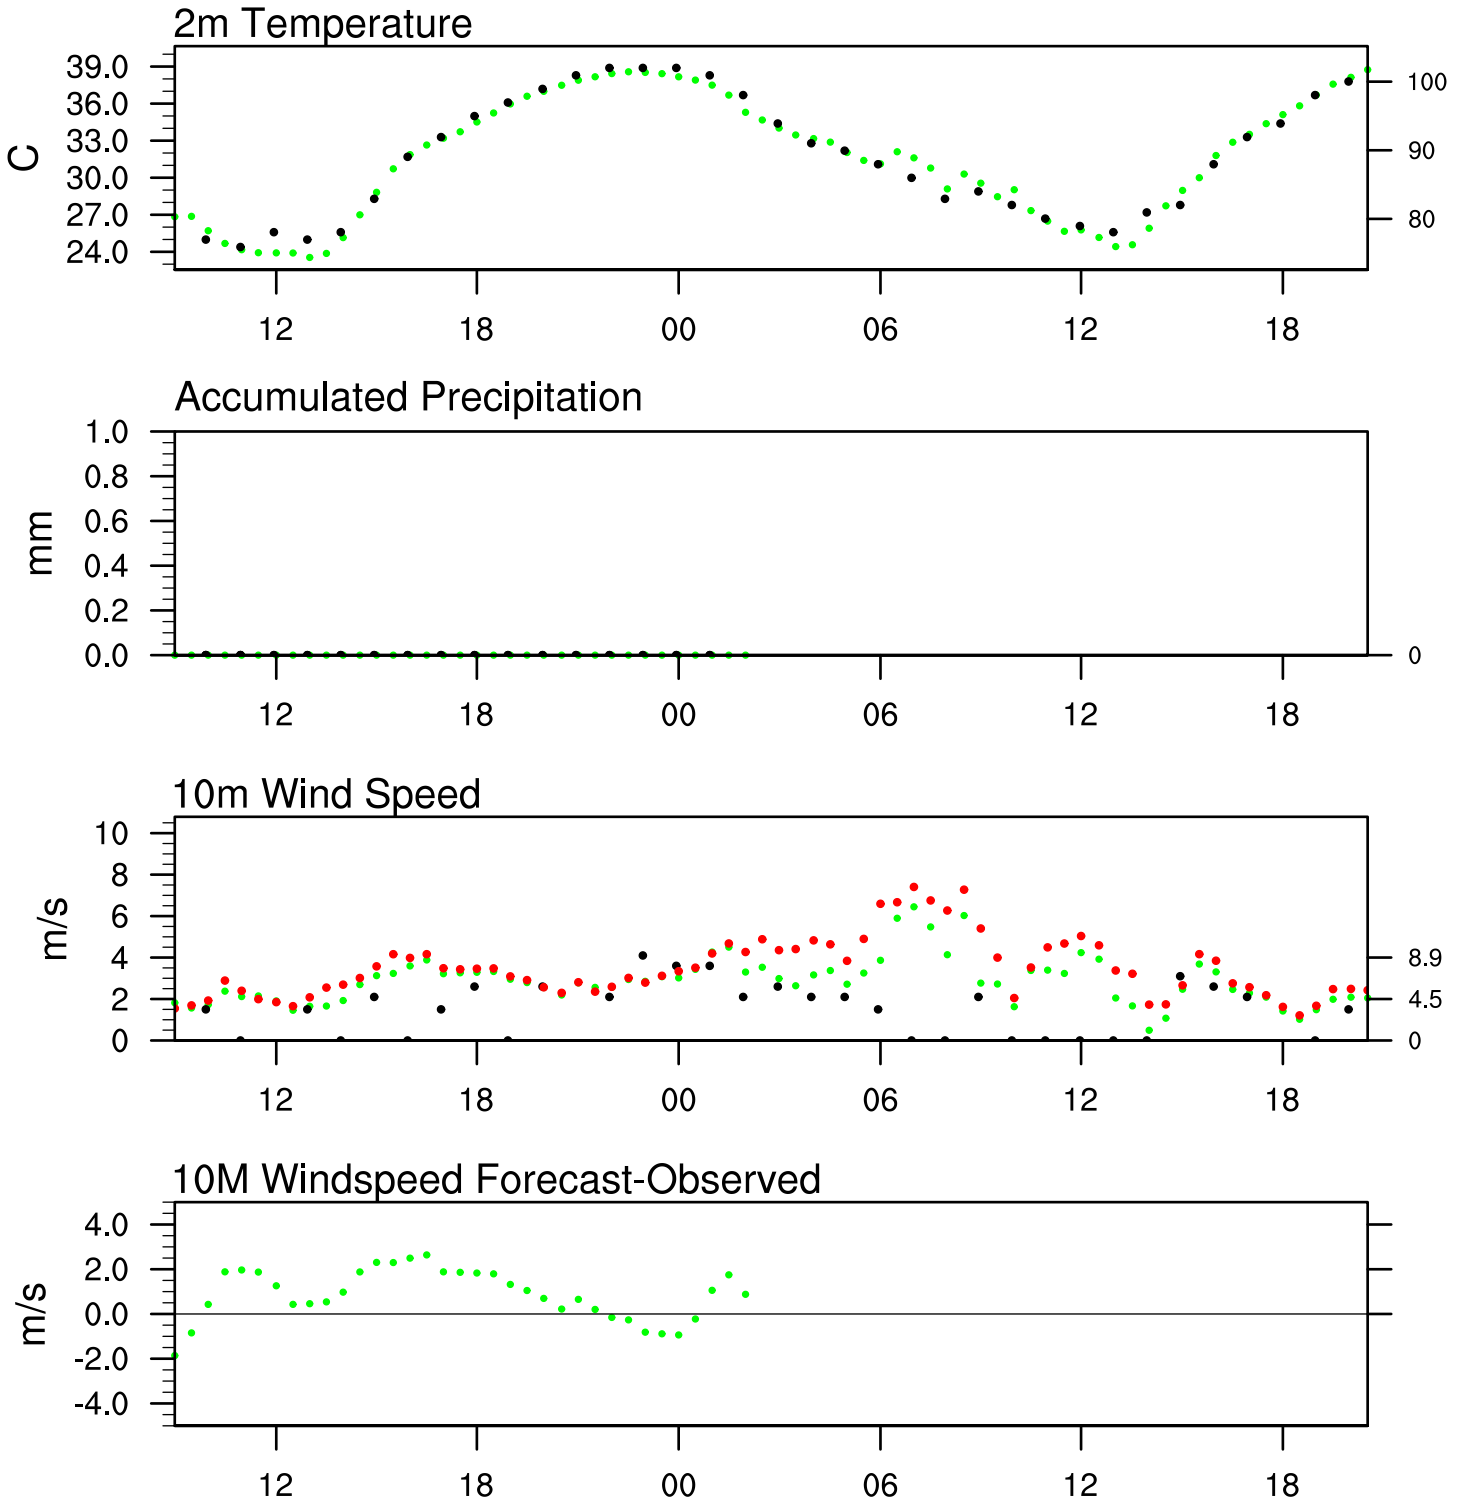 2m Temperature
39.0
36.0
33.0
30.0
27.0
24.0
C
100
90
80
12 18 00 06 12 18
Accumulated Precipitation
1.0
0.8
0.6
0.4
0.2
0.0
mm
0
12 18 00 06 12 18
10m Wind Speed
10
8
6
4
2
0
m/s
8.9
4.5
0
12 18 00 06 12 18
10M Windspeed Forecast-Observed
4.0
2.0
0.0
-2.0
-4.0
m/s
12 18 00 06 12 18